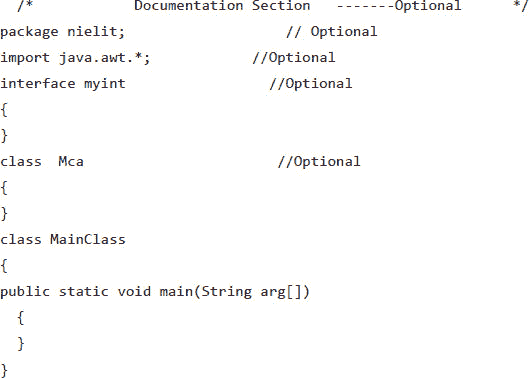 /* Documentation Section -------Optional */
package nielit; // Optional
import java.awt.*; //Optional
interface myint //Optional
{
}
class Mca //Optional
{
}
class MainClass
{
public static void main(String arg[])
{
}
}